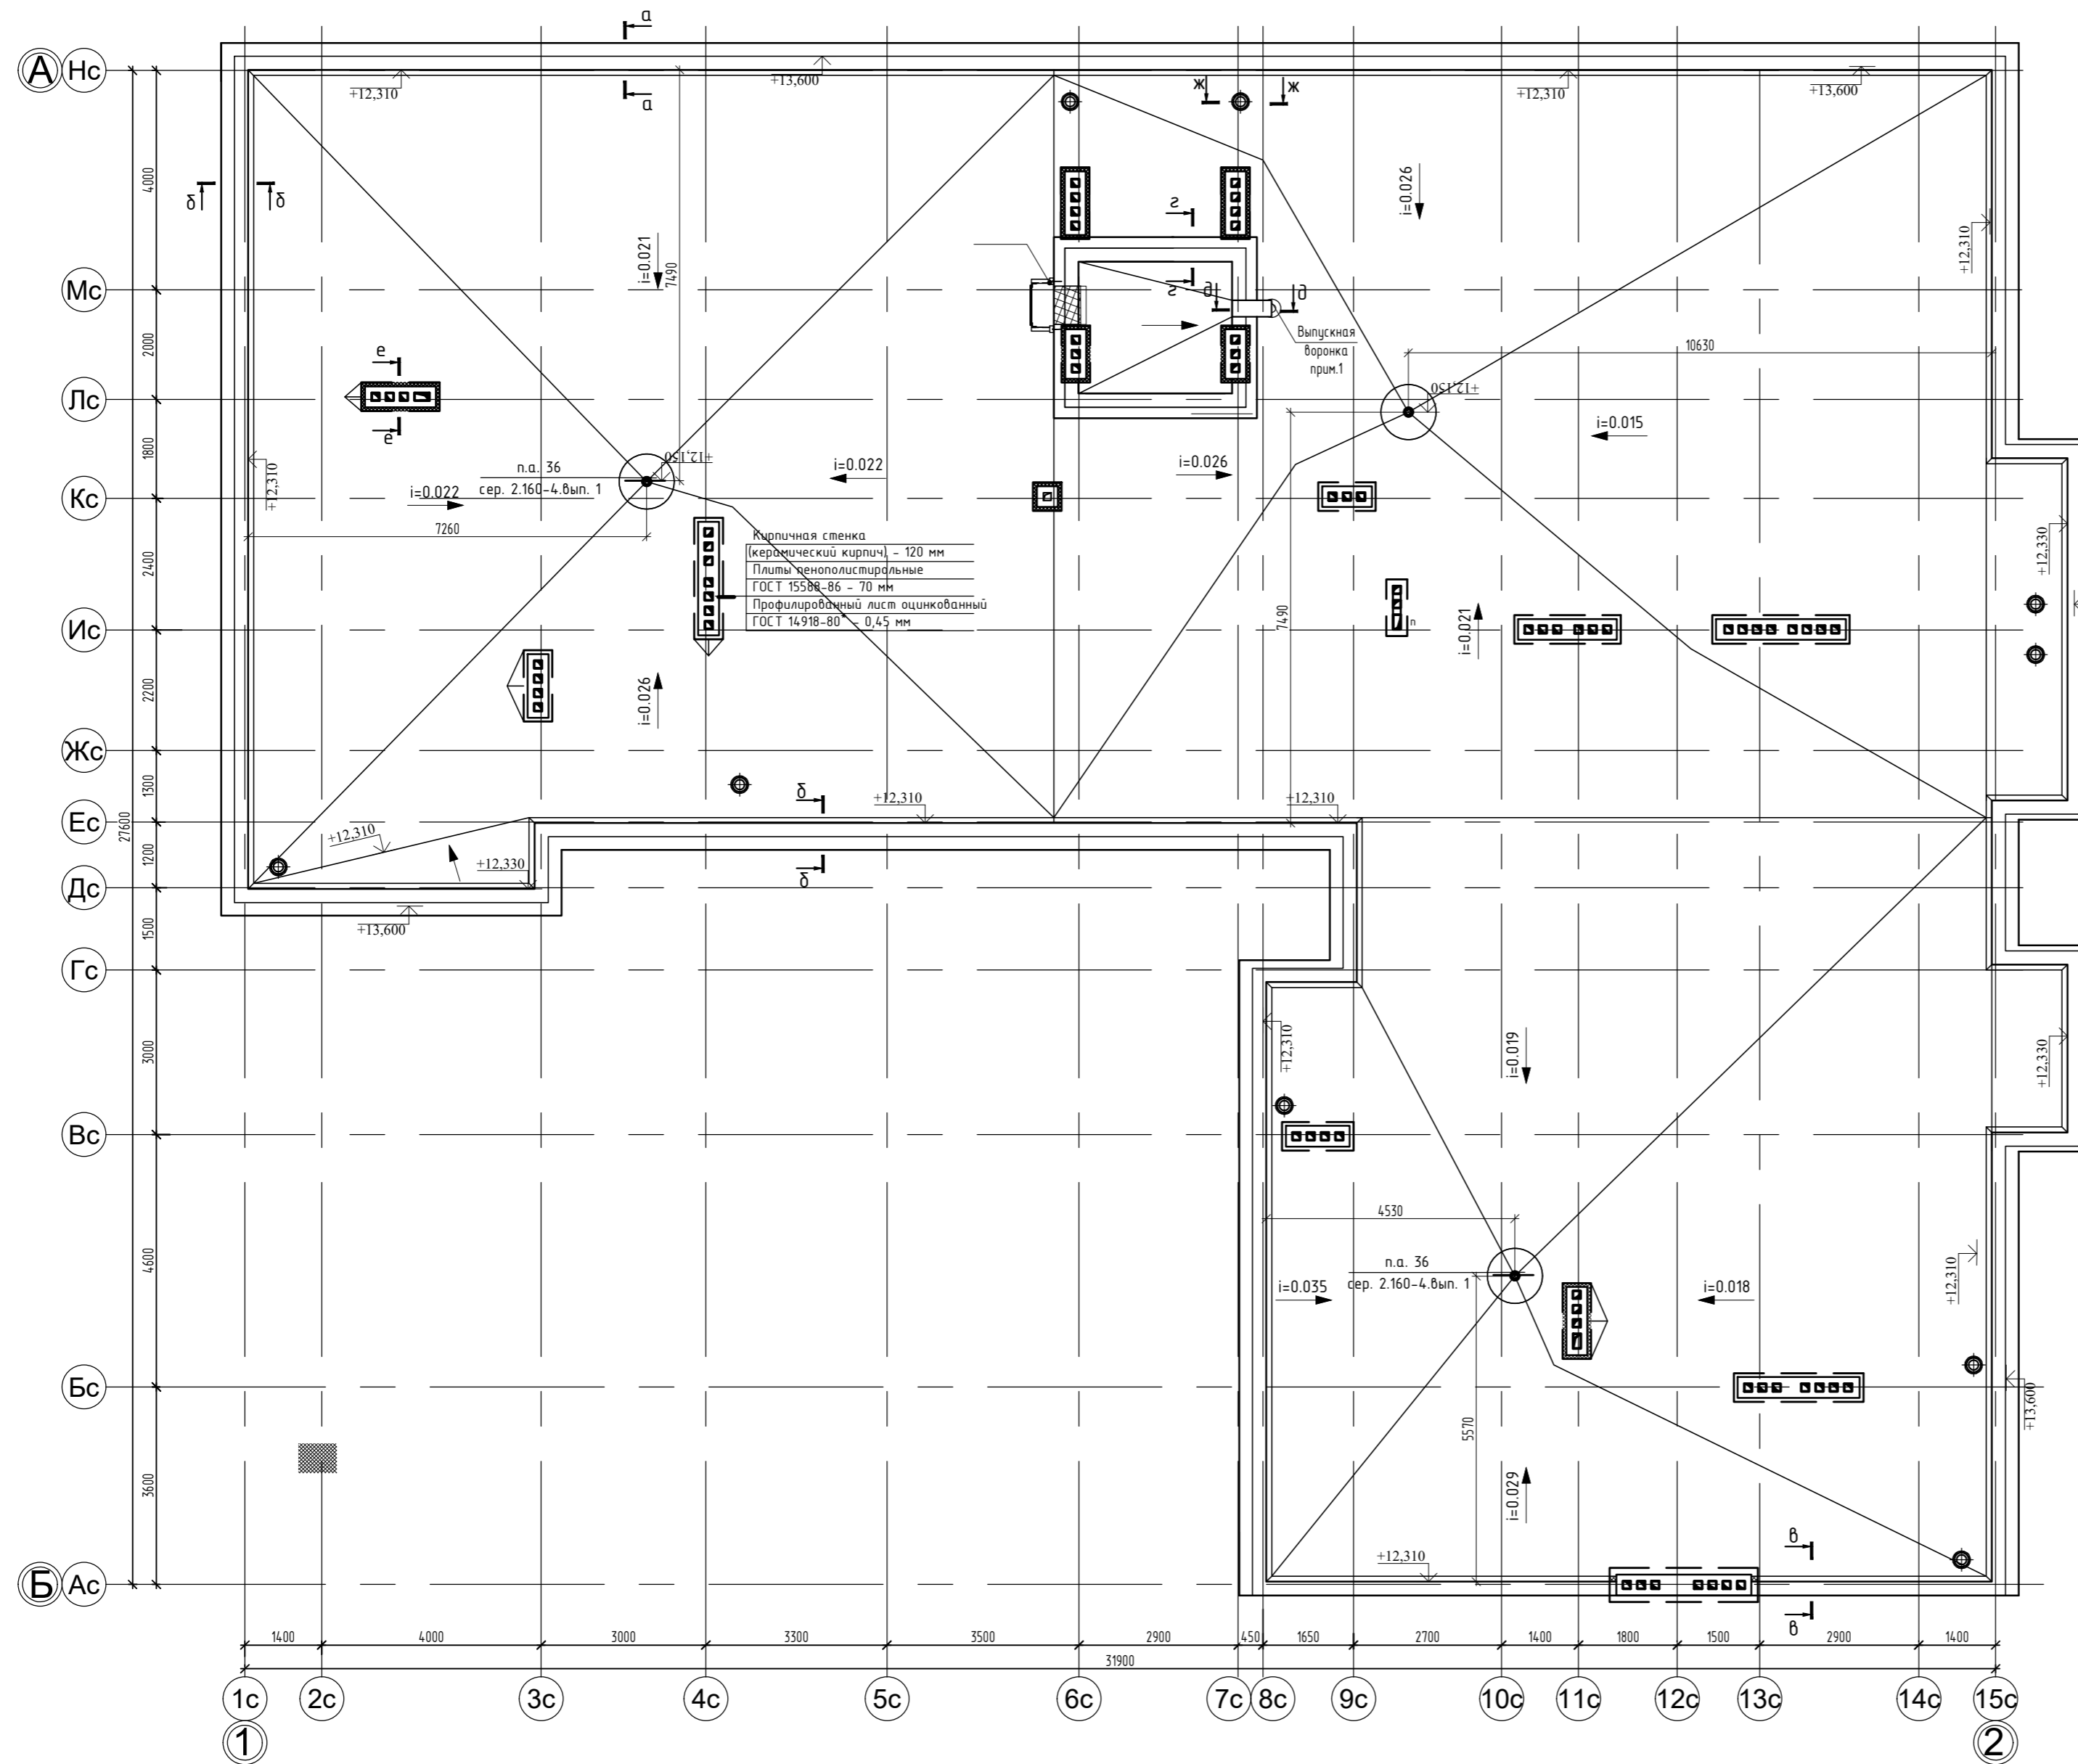 а
А
Нс
+12,310
+13,600
а
ж
ж
+12,310
+13,600
4000
б
б
i=0.021
7490
г
i=0.026
+12,310
Мс
г
д
д
Выпускная
воронка
прим.1
2000
е
10630
Лс
+12,150
е
i=0.015
1800
+12,310
п.а. 36
+12,150
i=0.022
i=0.026
i=0.022
сер. 2.160-4.вып. 1
Кс
7260
Кирпичная стенка
(керамический кирпич) - 120 мм
Плиты пенополистирольные
ГОСТ 15588-86 - 70 мм
Профилированный лист оцинкованный
ГОСТ 14918-80* - 0,45 мм
+12,330
2400
7490
п
i=0.021
Ис
2200
i=0.026
Жс
1300
б
+12,310
+12,310
Ес
27600
+12,310
1200
+12,330
б
Дс
+13,600
1500
Гс
3000
+12,310
i=0.019
+12,330
Вс
4600
4530
п.а. 36
сер. 2.160-4.вып. 1
i=0.035
i=0.018
+12,310
Бс
5570
+13,600
3600
i=0.029
+12,310
в
Б
Ас
в
1400
4000
3000
3300
3500
2900
450
1650
2700
1400
1800
1500
2900
1400
31900
1с
2с
3с
4с
5с
6с
7с
8с
9с
10с
11с
12с
13с
14с
15с
1
2